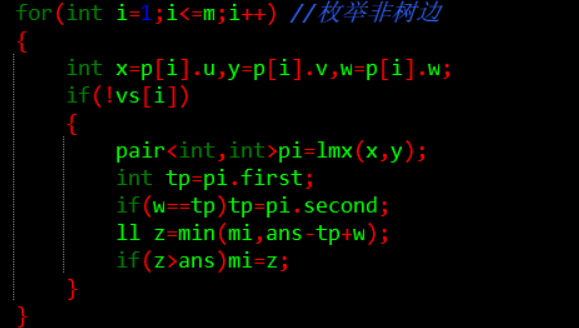 for(int i=1;i<=m;i++) //枚举非树边
{
int x=p[i].u,y=p[i].v,w=p[i].w;
if(!vs[i])
{
pair<int,int>pi=lmx(x,y);
int tp=pi.first;
if(w==tp)tp=pi.second;
ll z=min(mi,ans-tp+w);
if(z>ans)mi=z;
}
}